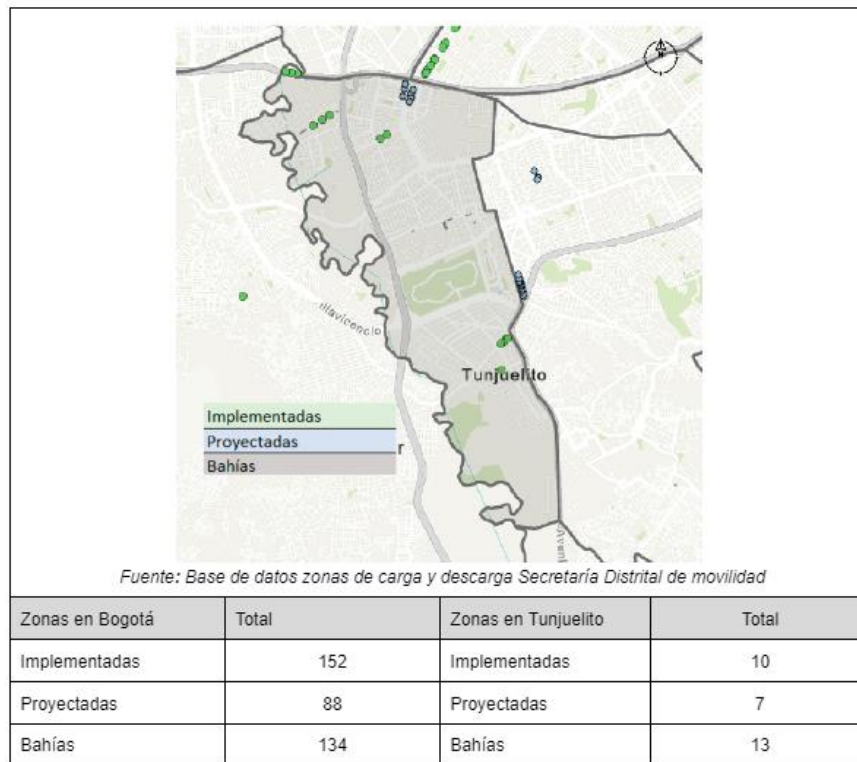 N
illavicencio
Tunjuelito
Implementadas
Proyectadas
Bahías
r
Fuente: Base de datos zonas de carga y descarga Secretaría Distrital de movilidad
Zonas en Bogotá Total Zonas en Tunjuelito Total
Implementadas 152 Implementadas 10
Proyectadas 88 Proyectadas 7
Bahías 134 Bahías 13